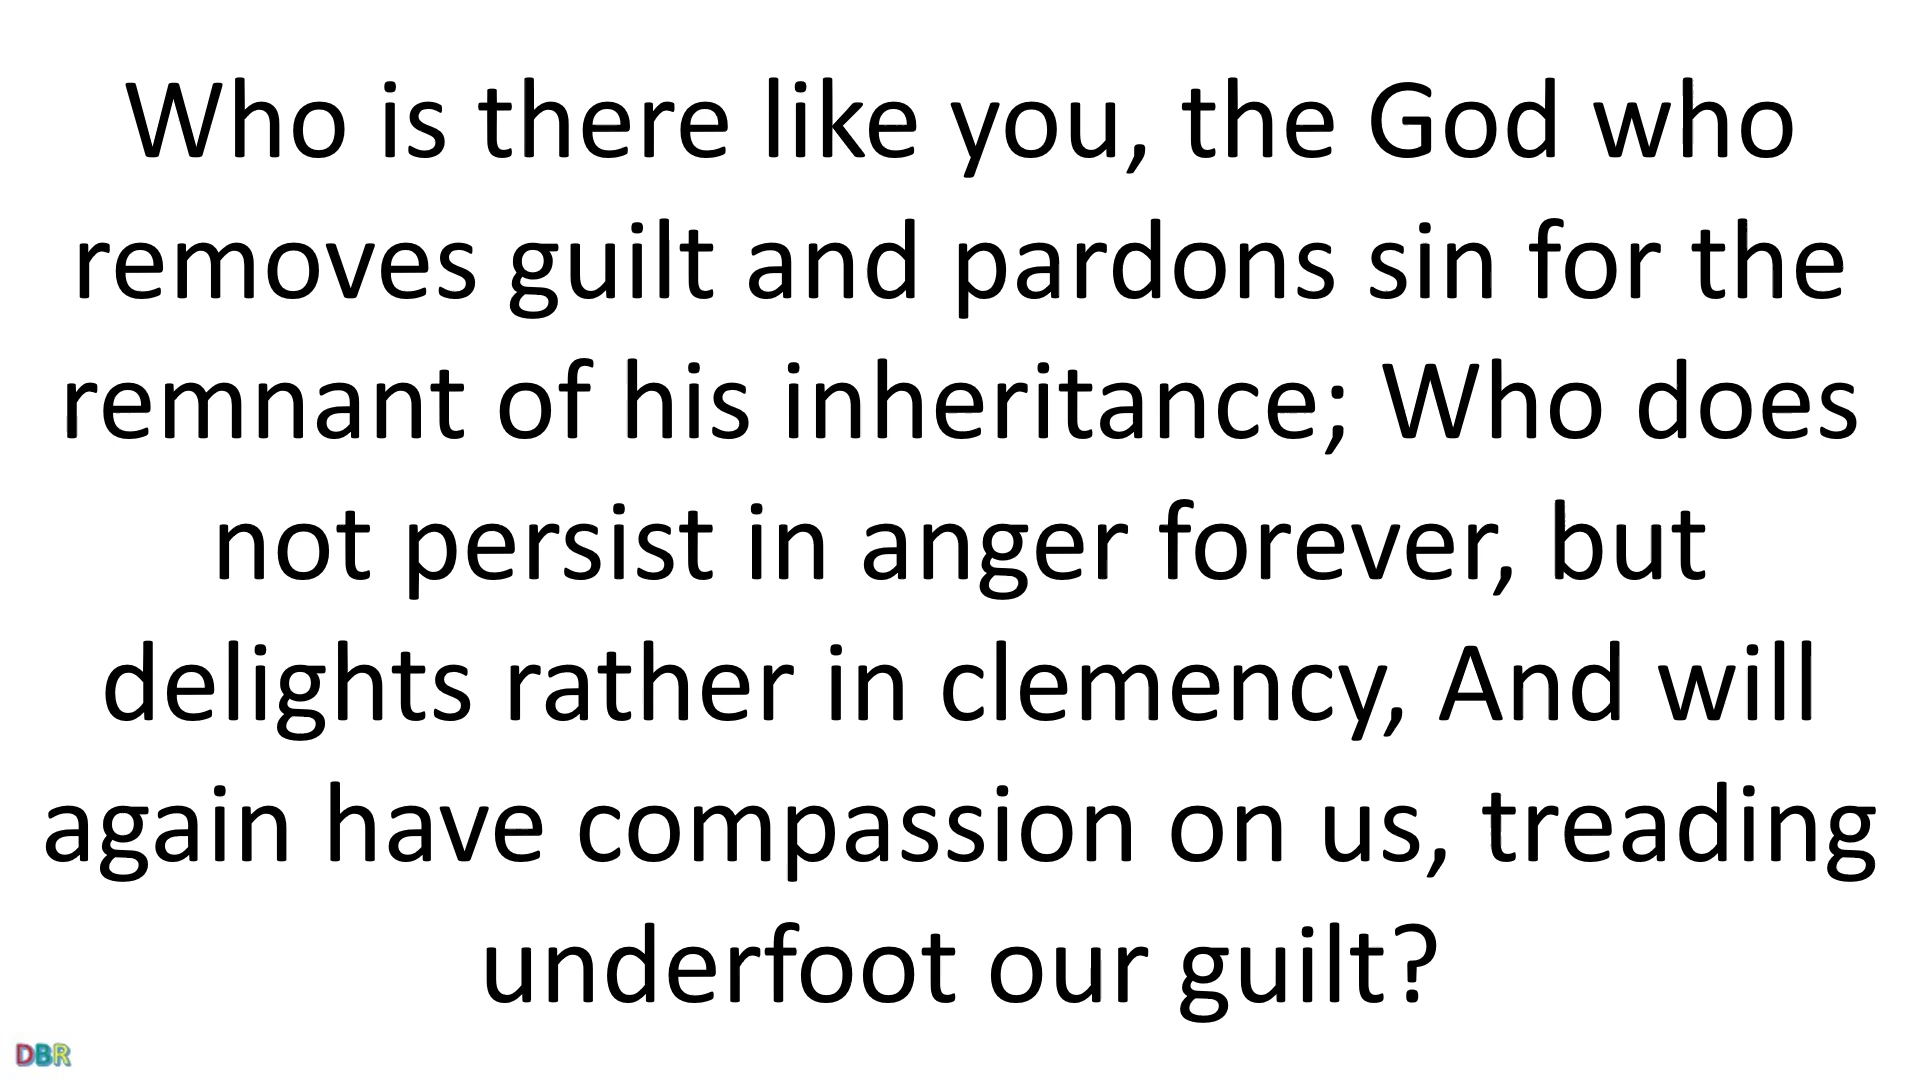 Who is there like you, the God who
removes guilt and pardons sin for the
remnant of his inheritance; Who does
not persist in anger forever, but
delights rather in clemency, And will
again have compassion on us, treading
underfoot our guilt?
DBR